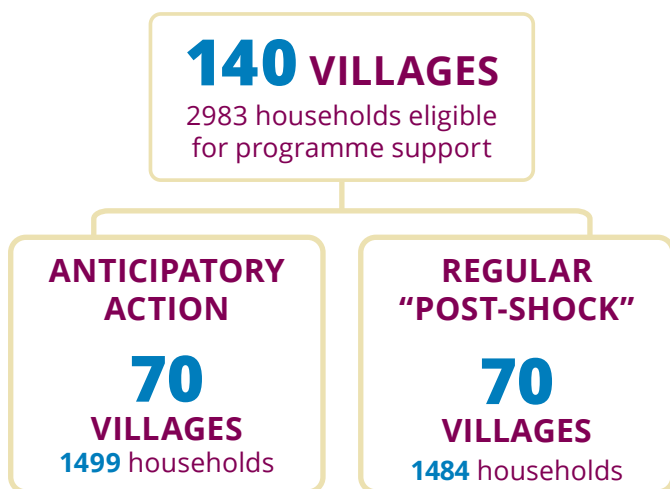 140 VILLAGES
2983 households eligible
for programme support
ANTICIPATORY
ACTION
70
VILLAGES
1499 households
REGULAR
“POST-SHOCK”
70
VILLAGES
1484 households